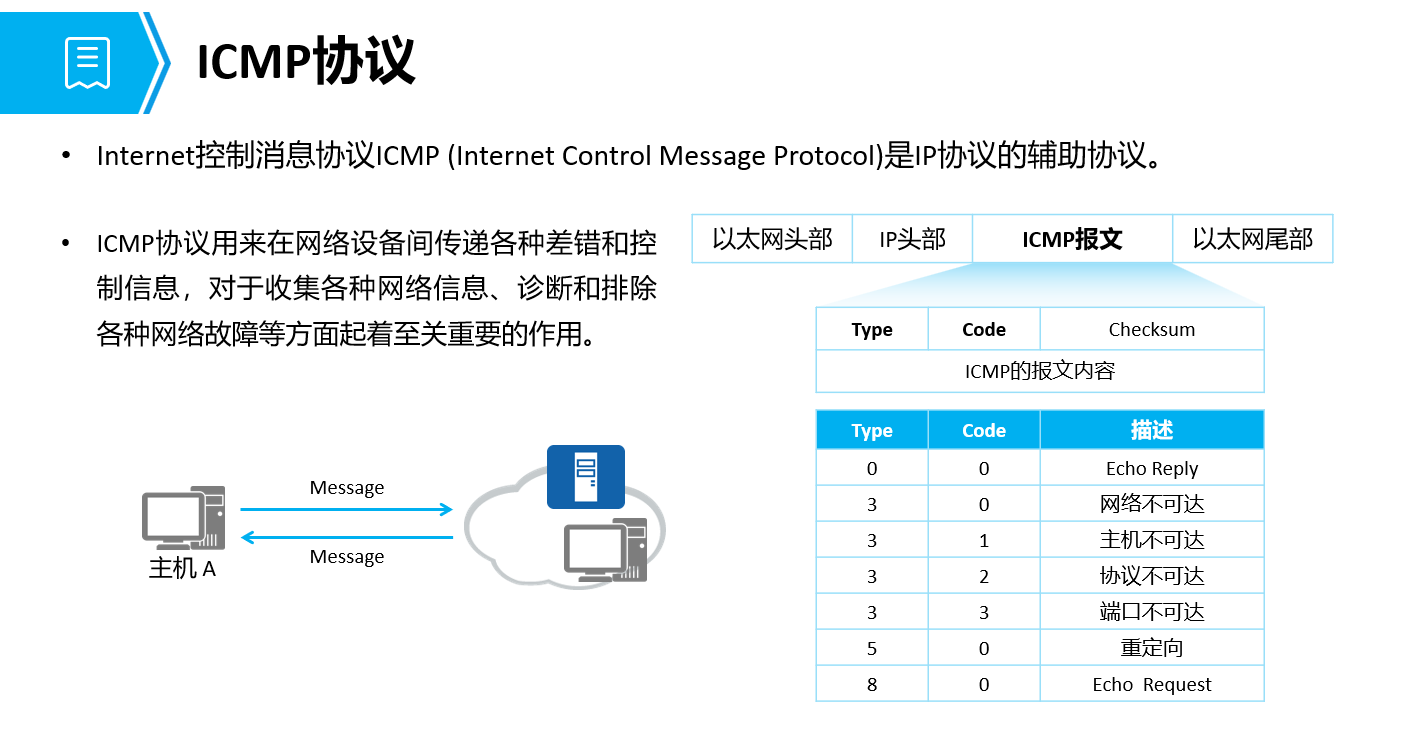 ICMP协议
• Internet控制消息协议ICMP (Internet Control Message Protocol)是IP协议的辅助协议。
• ICMP协议用来在网络设备间传递各种差错和控
制信息，对于收集各种网络信息、诊断和排除
各种网络故障等方面起着至关重要的作用。
Message
Message
主机 A
以太网头部 IP头部 ICMP报文 以太网尾部
Type Code Checksum
ICMP的报文内容
Type Code 描述
0 0 Echo Reply
3 0 网络不可达
3 1 主机不可达
3 2 协议不可达
3 3 端口不可达
5 0 重定向
8 0 Echo Request